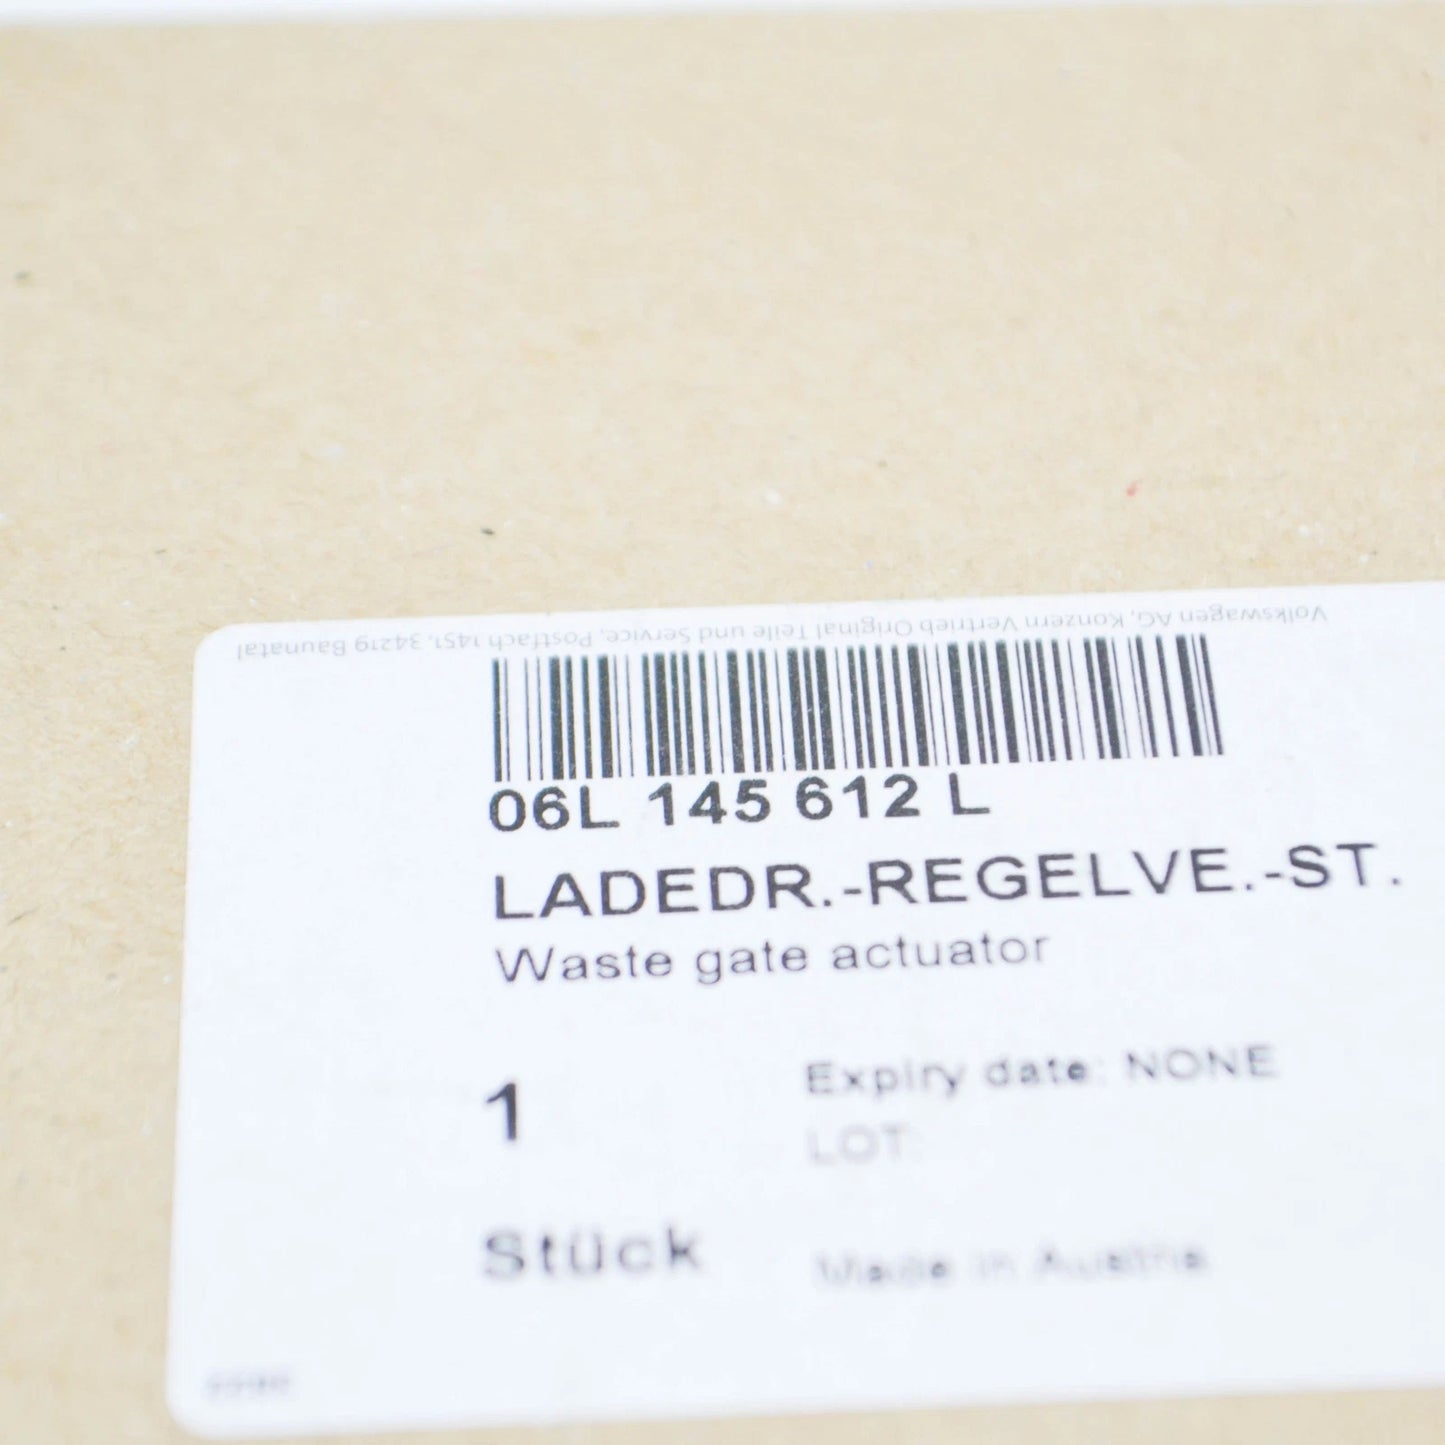 Volkswagen AG, Konzern Vertrieb Original Teile und Service, Postfach 1451, 34219 Baunatal
06L 145 612 L
LADEDR.-REGELVE.-ST.
Waste gate actuator
1
Expiry date: NONE
LOT:
Stück
Made in Austria